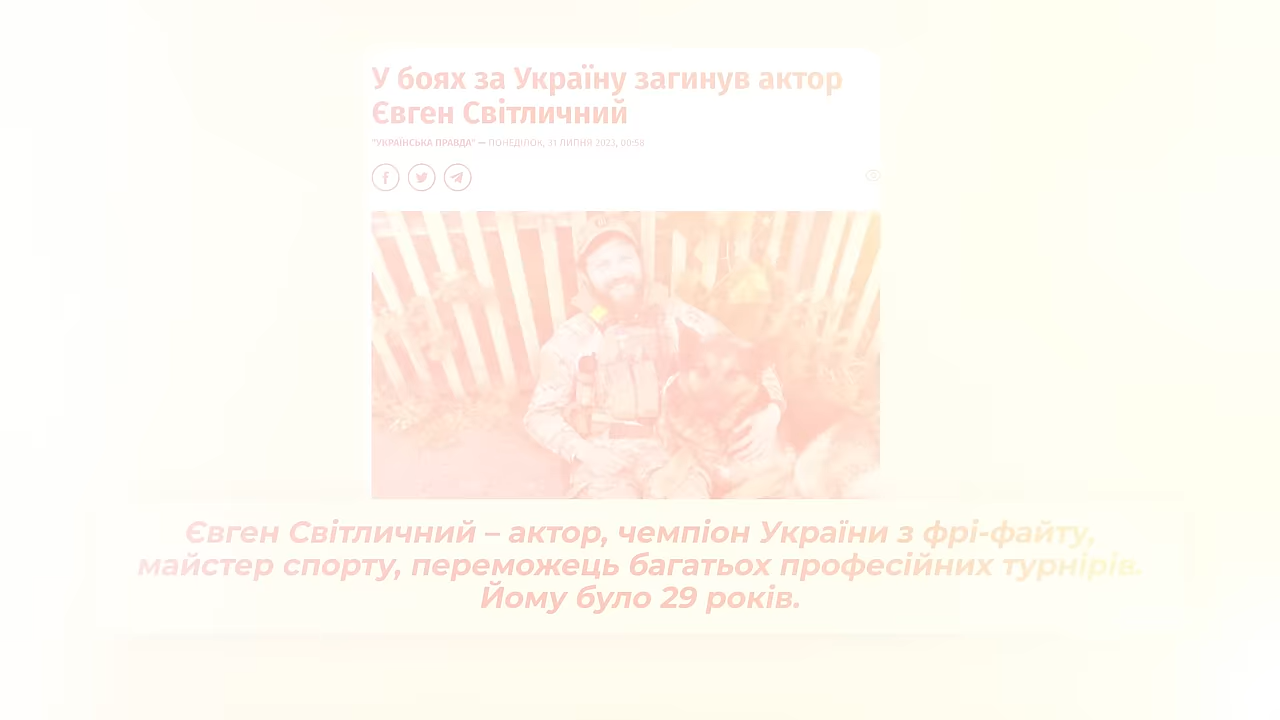 У боях за Україну загинув актор
Євген Світличний
"УКРАЇНСЬКА ПРАВДА" — ПОНЕДІЛОК, 31 ЛИПНЯ 2023, 00:58
Євген Світличний – актор, чемпіон України з фрі-файту,
майстер спорту, переможець багатьох професійних турнірів.
Йому було 29 років.